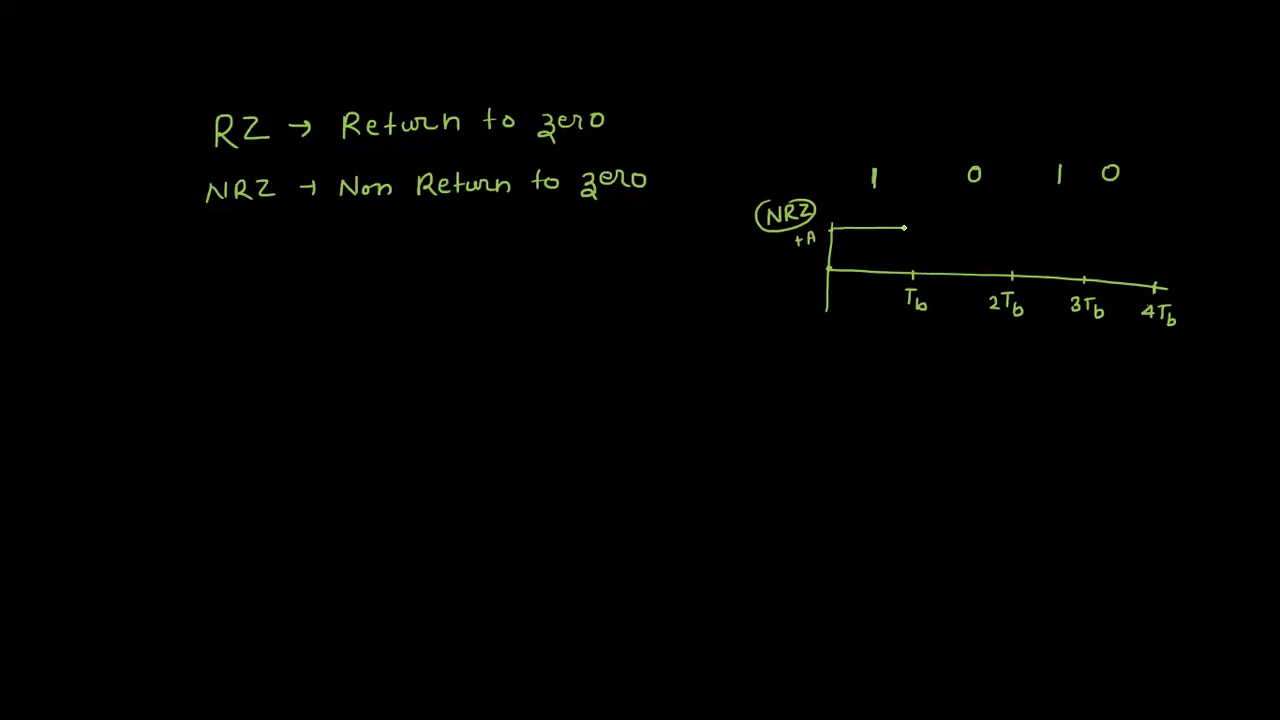 RZ → Return to zero
NRZ → Non Return to zero
1 0 1 0
NRZ
+A
Tb 2Tb 3Tb 4Tb